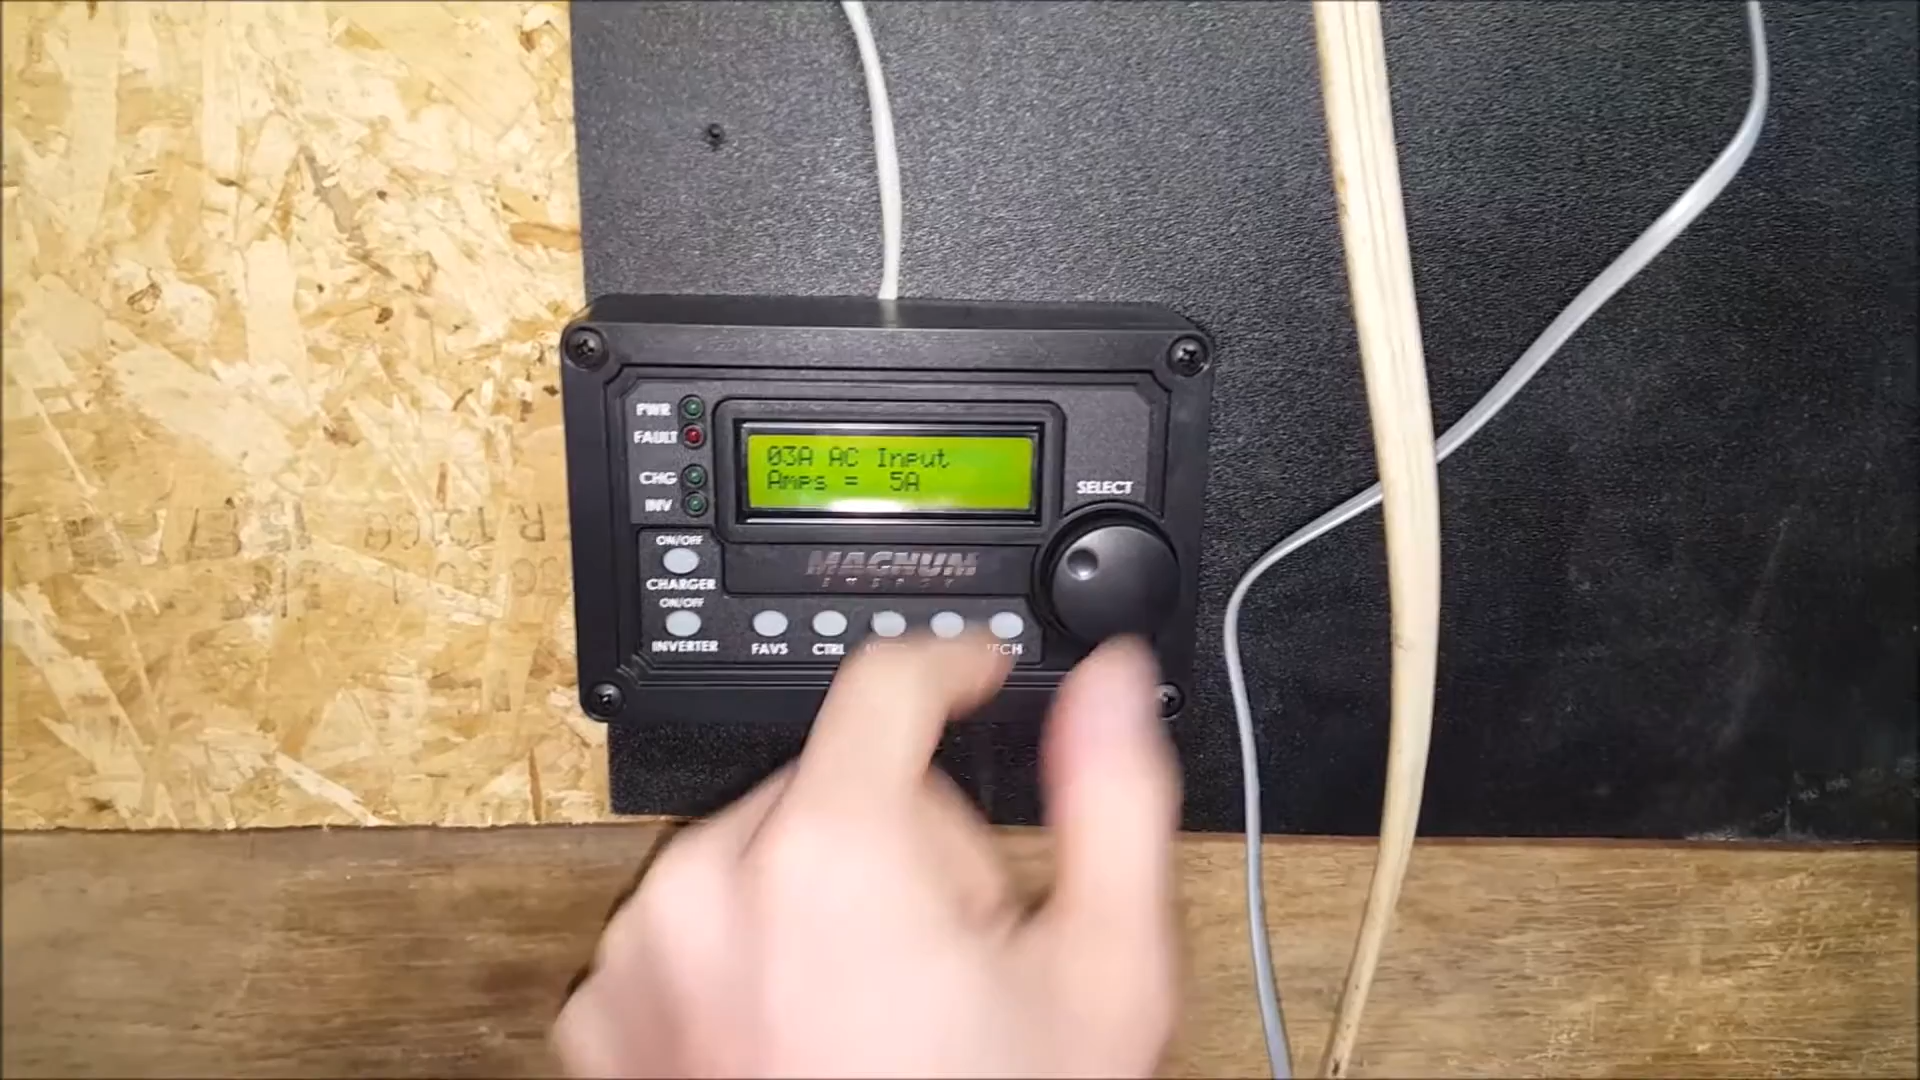 PWR
FAULT
CHG
INV
03A AC Input
Amps = 5A
SELECT
ON/OFF
CHARGER
ON/OFF
INVERTER
MAGNUM
ENERGY
FAVS
CTRL